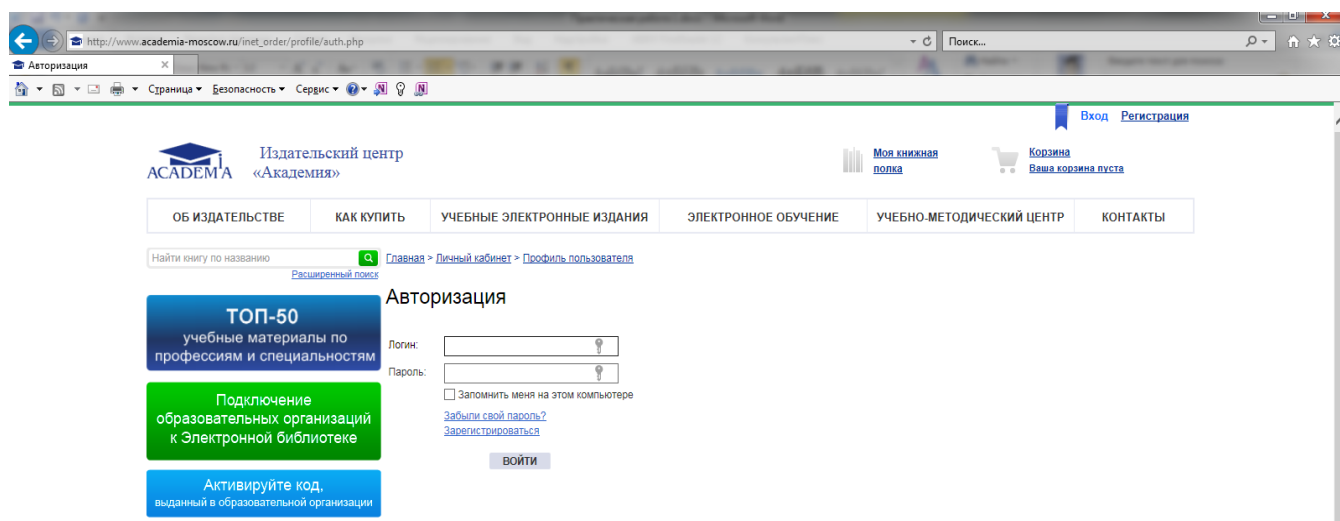 http://www.academia-moscow.ru/inet_order/profile/auth.php
Поиск...
Авторизация
Страница
Безопасность
Сервис
Вход Регистрация
ACADEM'A
Издательский центр
«Академия»
Моя книжная
полка
Корзина
Ваша корзина пуста
ОБ ИЗДАТЕЛЬСТВЕ
КАК КУПИТЬ
УЧЕБНЫЕ ЭЛЕКТРОННЫЕ ИЗДАНИЯ
ЭЛЕКТРОННОЕ ОБУЧЕНИЕ
УЧЕБНО-МЕТОДИЧЕСКИЙ ЦЕНТР
КОНТАКТЫ
Найти книгу по названию
Расширенный поиск
Главная > Личный кабинет > Профиль пользователя
ТОП-50
учебные материалы по
профессиям и специальностям
Подключение
образовательных организаций
к Электронной библиотеке
Активируйте код,
выданный в образовательной организации
Авторизация
Логин:
Пароль:
Запомнить меня на этом компьютере
Забыли свой пароль?
Зарегистрироваться
ВОЙТИ